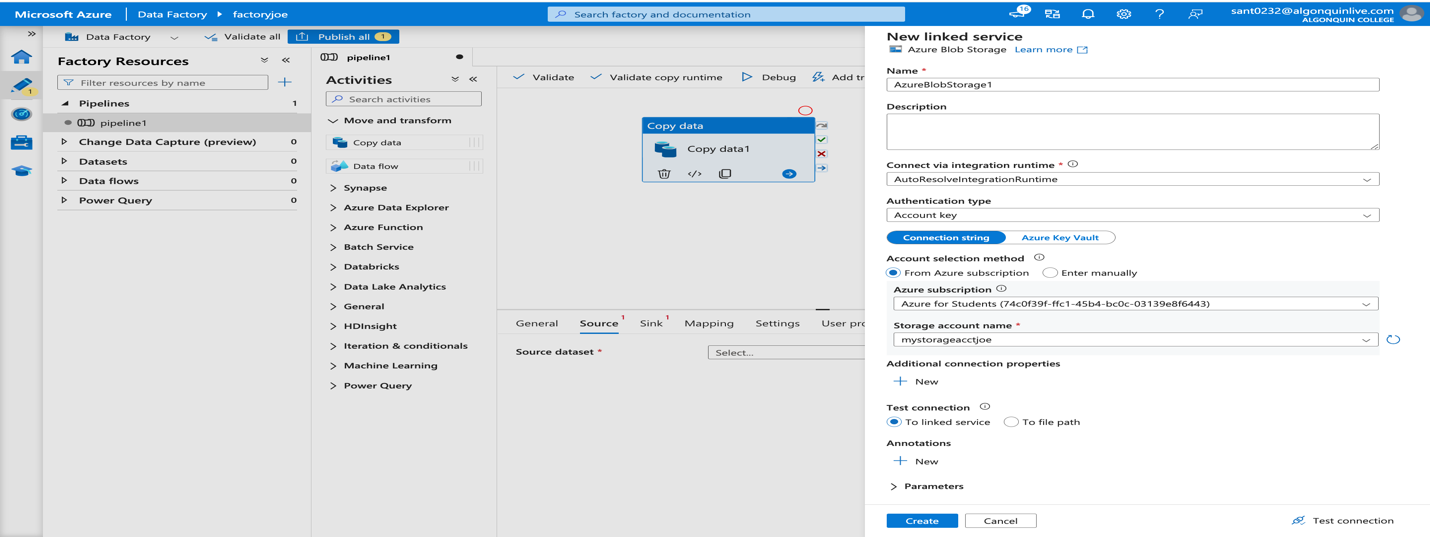 Microsoft Azure
Data Factory
factoryjoe
Search factory and documentation
16
sant0232@algonquinlive.com
ALGONQUIN COLLEGE
Data Factory
Validate all
Publish all 1
1
Factory Resources
Filter resources by name
Pipelines 1
pipeline1
Change Data Capture (preview) 0
Datasets 0
Data flows 0
Power Query 0
pipeline1
Activities
Search activities
Move and transform
Copy data
Data flow
Synapse
Azure Data Explorer
Azure Function
Batch Service
Databricks
Data Lake Analytics
General
HDInsight
Iteration & conditionals
Machine Learning
Power Query
Validate Validate copy runtime Debug Add tr
Copy data
Copy data1
General Source 1 Sink 1 Mapping Settings User pro
Source dataset * Select...
New linked service
Azure Blob Storage Learn more
Name *
AzureBlobStorage1
Description
Connect via integration runtime *
AutoResolveIntegrationRuntime
Authentication type
Account key
Connection string Azure Key Vault
Account selection method
From Azure subscription Enter manually
Azure subscription
Azure for Students (74c0f39f-ffc1-45b4-bc0c-03139e8f6443)
Storage account name *
mystorageacctjoe
Additional connection properties
New
Test connection
To linked service To file path
Annotations
New
Parameters
Create Cancel Test connection